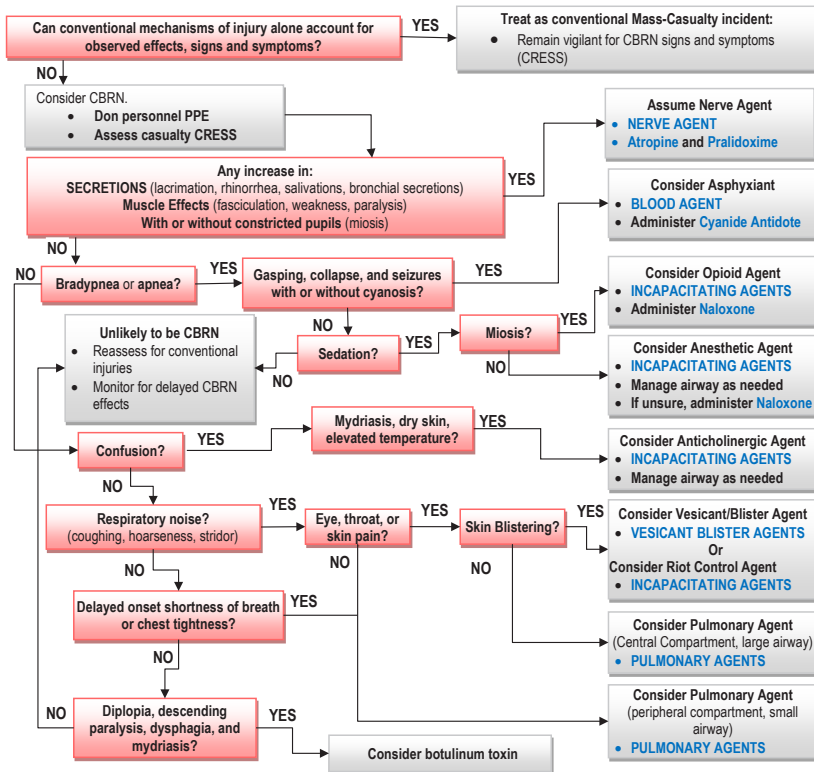 Can conventional mechanisms of injury alone account for
observed effects, signs and symptoms?
YES
Treat as conventional Mass-Casualty incident:
• Remain vigilant for CBRN signs and symptoms
(CRESS)
NO
Consider CBRN.
• Don personnel PPE
• Assess casualty CRESS
Any increase in:
SECRETIONS (lacrimation, rhinorrhea, salivations, bronchial secretions)
Muscle Effects (fasciculation, weakness, paralysis)
With or without constricted pupils (miosis)
YES
Assume Nerve Agent
• NERVE AGENT
• Atropine and Pralidoxime
NO
Bradypnea or apnea?
YES
Gasping, collapse, and seizures
with or without cyanosis?
YES
Consider Asphyxiant
• BLOOD AGENT
• Administer Cyanide Antidote
NO
NO
Sedation?
YES
Miosis?
YES
Consider Opioid Agent
• INCAPACITATING AGENTS
• Administer Naloxone
NO
Unlikely to be CBRN
• Reassess for conventional
injuries
• Monitor for delayed CBRN
effects
NO
Consider Anesthetic Agent
• INCAPACITATING AGENTS
• Manage airway as needed
• If unsure, administer Naloxone
Confusion?
YES
Mydriasis, dry skin,
elevated temperature?
YES
Consider Anticholinergic Agent
• INCAPACITATING AGENTS
• Manage airway as needed
NO
Respiratory noise?
(coughing, hoarseness, stridor)
YES
Eye, throat, or
skin pain?
YES
Skin Blistering?
YES
Consider Vesicant/Blister Agent
• VESICANT BLISTER AGENTS
Or
Consider Riot Control Agent
• INCAPACITATING AGENTS
NO
NO
NO
Delayed onset shortness of breath
or chest tightness?
YES
Consider Pulmonary Agent
(Central Compartment, large airway)
• PULMONARY AGENTS
NO
Diplopia, descending
paralysis, dysphagia, and
mydriasis?
NO
YES
Consider botulinum toxin
Consider Pulmonary Agent
(peripheral compartment, small
airway)
• PULMONARY AGENTS